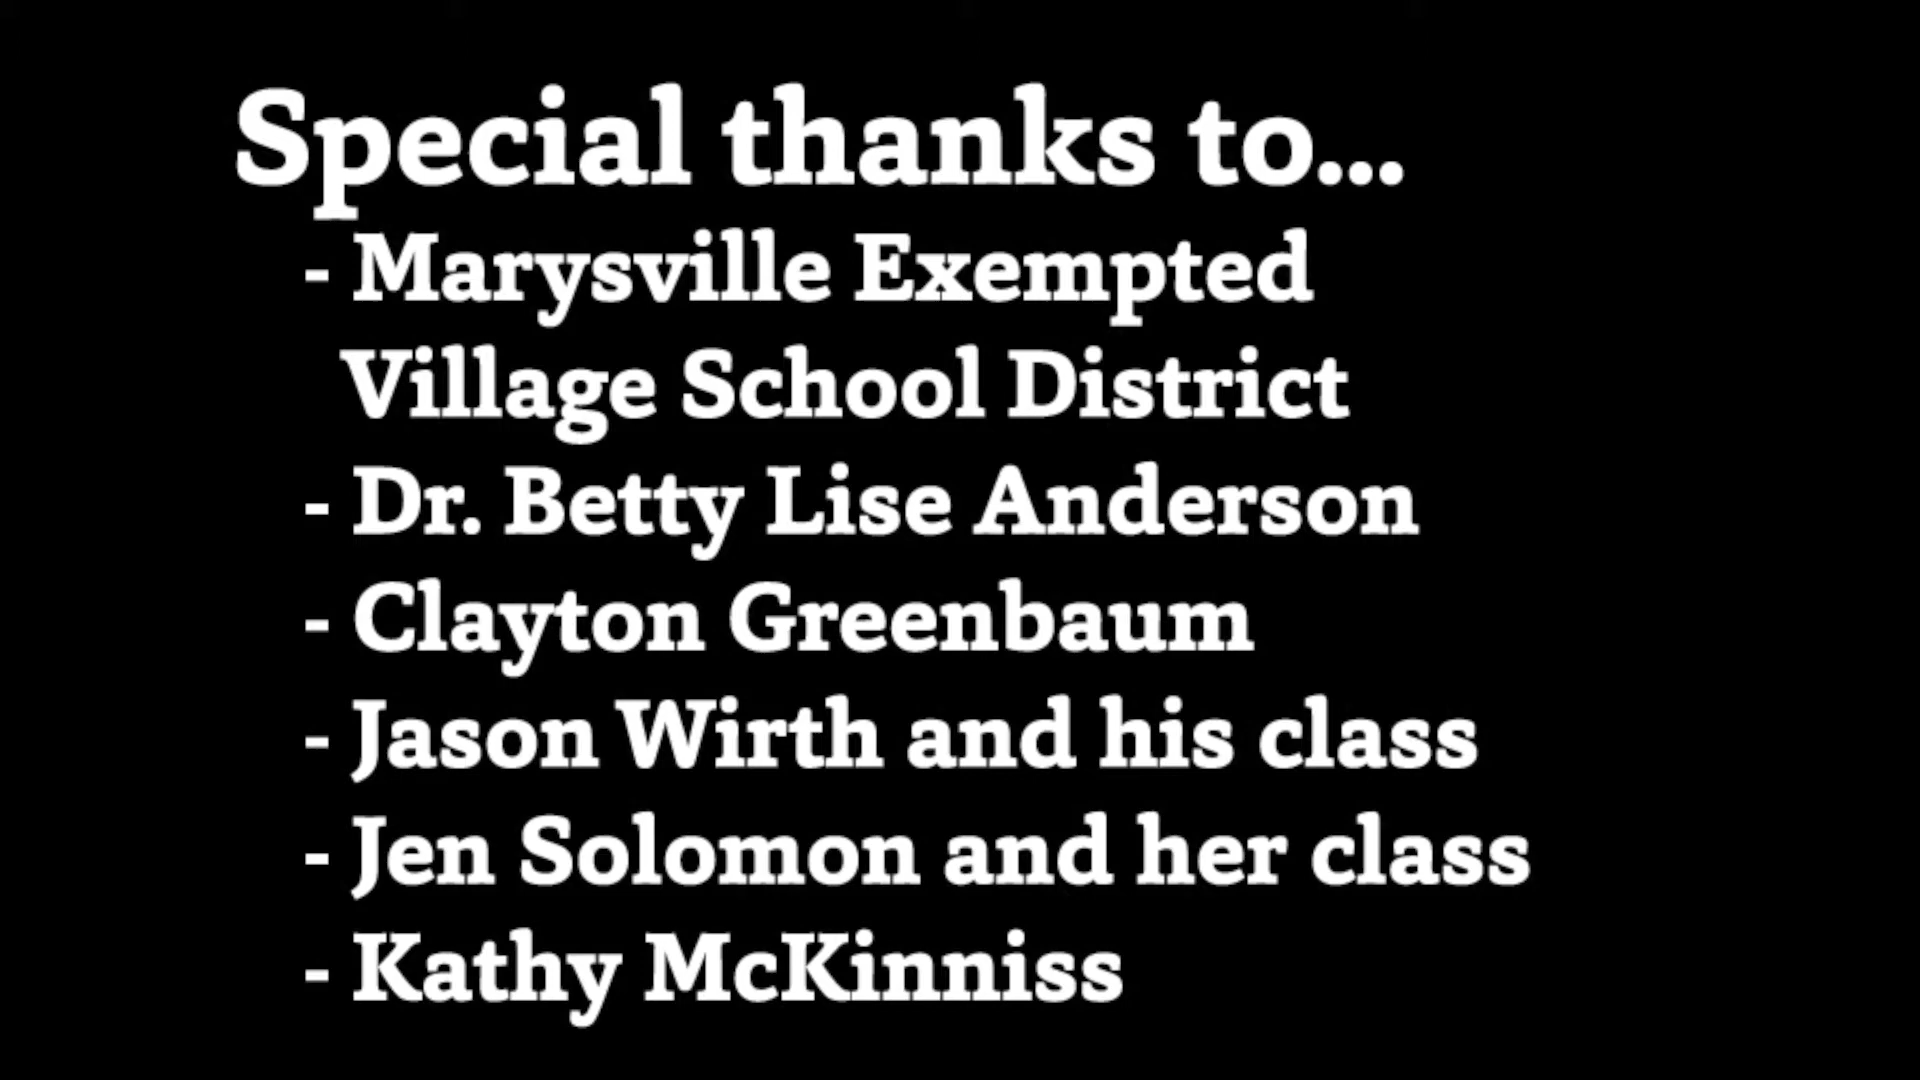 Special thanks to...
- Marysville Exempted
Village School District
- Dr. Betty Lise Anderson
- Clayton Greenbaum
- Jason Wirth and his class
- Jen Solomon and her class
- Kathy McKinniss